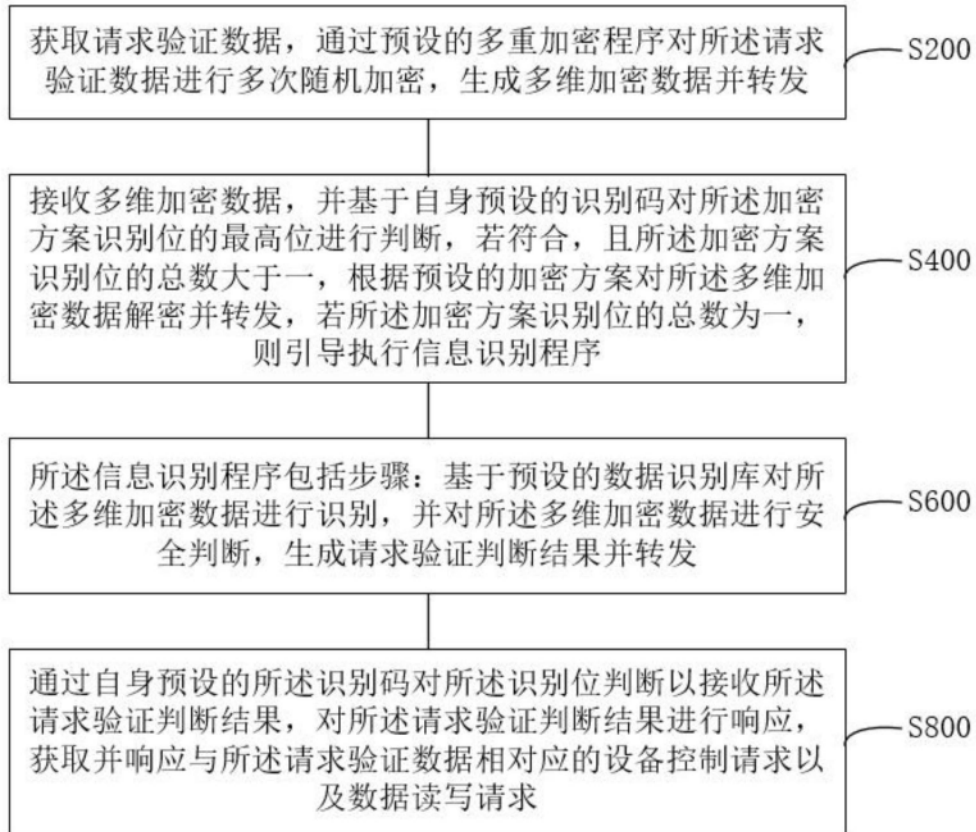 获取请求验证数据，通过预设的多重加密程序对所述请求
验证数据进行多次随机加密，生成多维加密数据并转发
S200
接收多维加密数据，并基于自身预设的识别码对所述加密
方案识别位的最高位进行判断，若符合，且所述加密方案
识别位的总数大于一，根据预设的加密方案对所述多维加
密数据解密并转发，若所述加密方案识别位的总数为一，
则引导执行信息识别程序
S400
所述信息识别程序包括步骤：基于预设的数据识别库对所
述多维加密数据进行识别，并对所述多维加密数据进行安
全判断，生成请求验证判断结果并转发
S600
通过自身预设的所述识别码对所述识别位判断以接收所述
请求验证判断结果，对所述请求验证判断结果进行响应，
获取并响应与所述请求验证数据相对应的设备控制请求以
及数据读写请求
S800